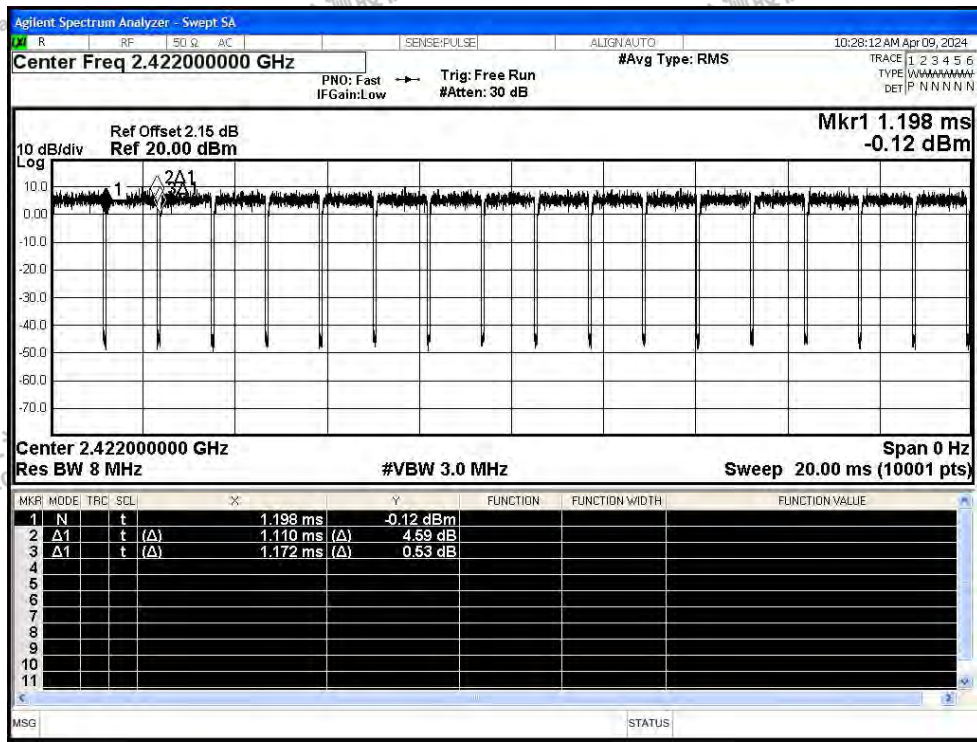 Agilent Spectrum Analyzer - Swept SA
LXI R RF 50 Ω AC SENSE:PULSE ALIGN AUTO 10:28:12 AM Apr 09, 2024
Center Freq 2.422000000 GHz #Avg Type: RMS TRACE 1 2 3 4 5 6
PNO: Fast Trig: Free Run TYPE WWWWWW
IFGain:Low #Atten: 30 dB DET P N N N N N
Mkr1 1.198 ms
Ref Offset 2.15 dB
10 dB/div Ref 20.00 dBm -0.12 dBm
Log
10.0
0.00
-10.0
-20.0
-30.0
-40.0
-50.0
-60.0
-70.0
1
2Δ1
3Δ1
Center 2.422000000 GHz Span 0 Hz
Res BW 8 MHz #VBW 3.0 MHz Sweep 20.00 ms (10001 pts)
MKR MODE TRC SCL X Y FUNCTION FUNCTION WIDTH FUNCTION VALUE
1 N t 1.198 ms -0.12 dBm
2 Δ1 t (Δ) 1.110 ms (Δ) 4.59 dB
3 Δ1 t (Δ) 1.172 ms (Δ) 0.53 dB
4
5
6
7
8
9
10
11
MSG STATUS